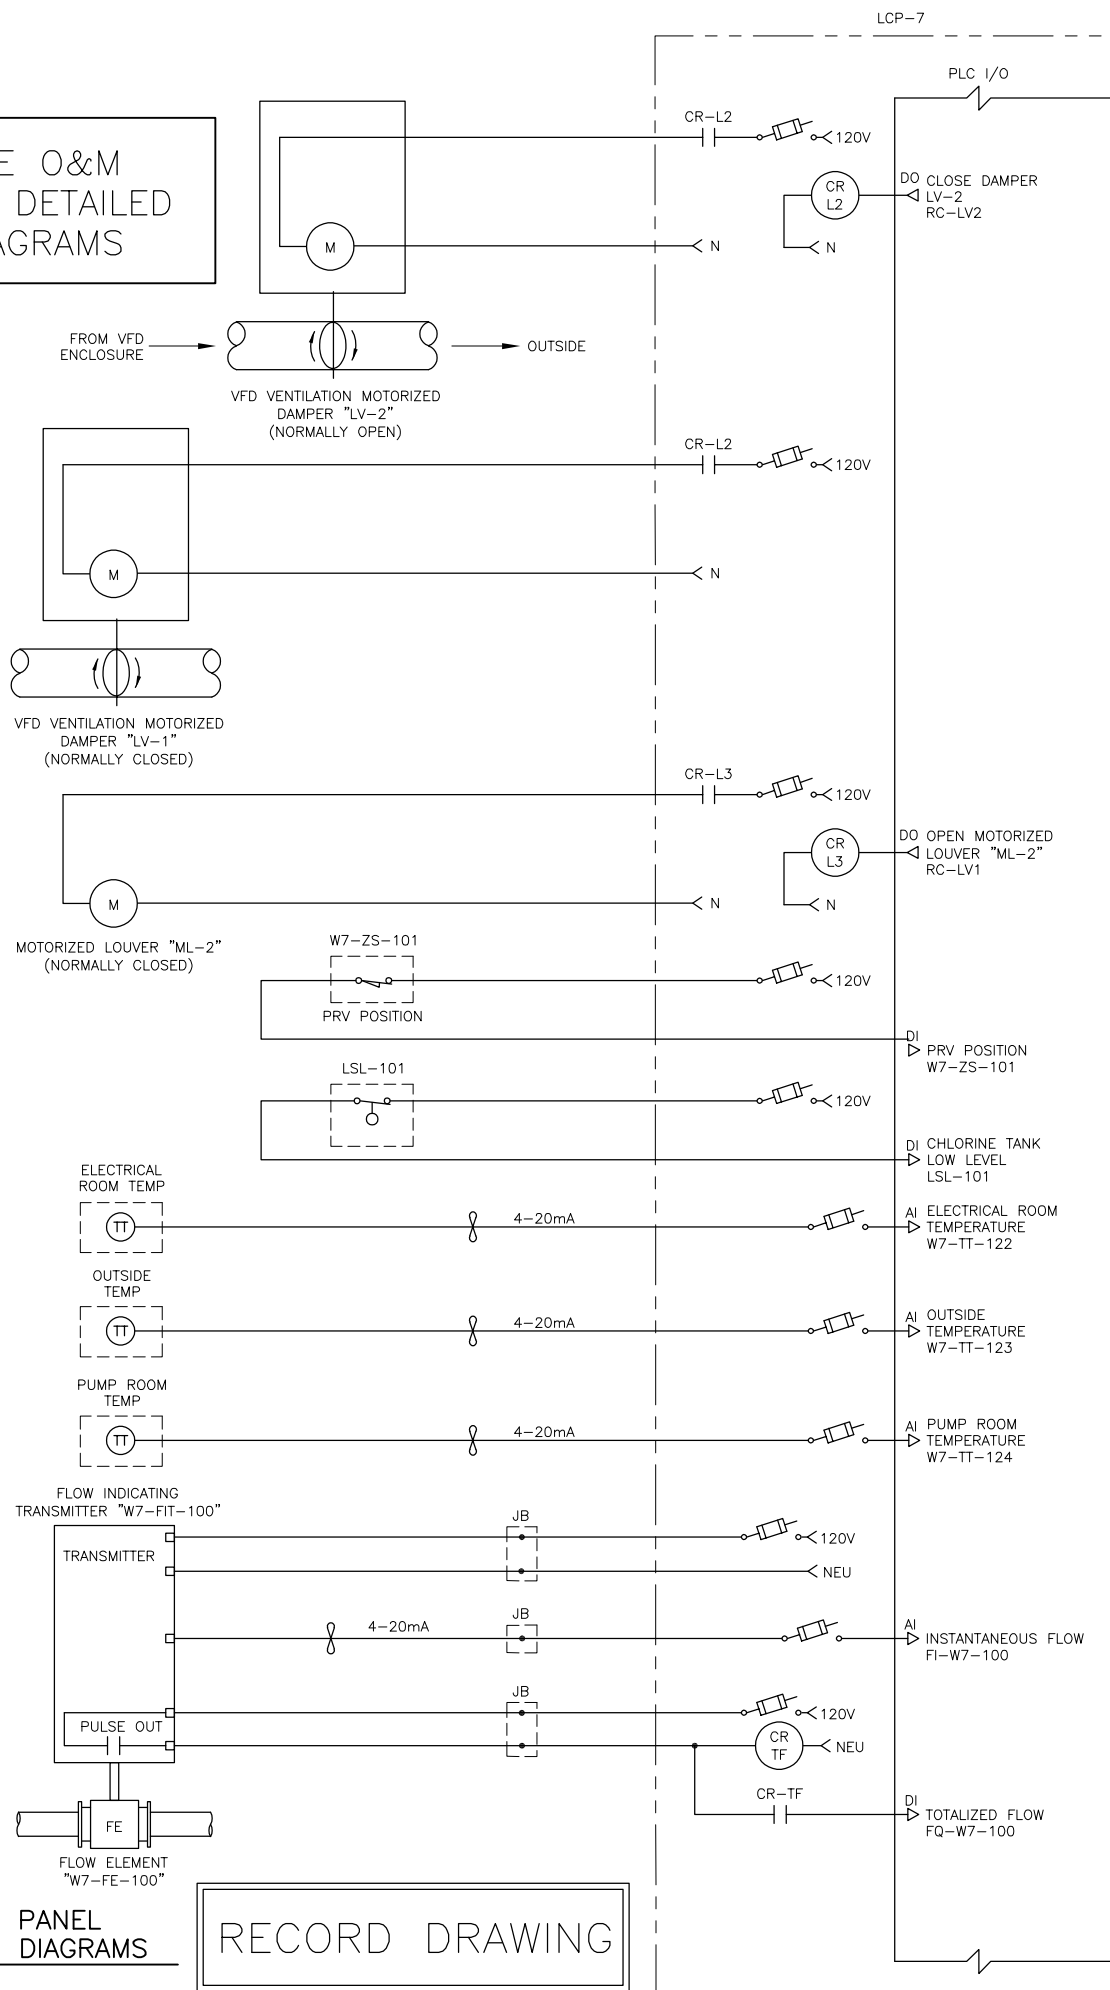 LCP-7
PLC I/O
E O&M
DETAILED
AGRAMS
CR-L2
120V
M
N
CR
L2
N
DO CLOSE DAMPER
LV-2
RC-LV2
FROM VFD
ENCLOSURE
OUTSIDE
VFD VENTILATION MOTORIZED
DAMPER "LV-2"
(NORMALLY OPEN)
CR-L2
120V
M
N
VFD VENTILATION MOTORIZED
DAMPER "LV-1"
(NORMALLY CLOSED)
CR-L3
120V
M
N
CR
L3
N
DO OPEN MOTORIZED
LOUVER "ML-2"
RC-LV1
MOTORIZED LOUVER "ML-2"
(NORMALLY CLOSED)
W7-ZS-101
120V
PRV POSITION
DI
PRV POSITION
W7-ZS-101
LSL-101
120V
DI CHLORINE TANK
LOW LEVEL
LSL-101
ELECTRICAL
ROOM TEMP
TT
4-20mA
AI ELECTRICAL ROOM
TEMPERATURE
W7-TT-122
OUTSIDE
TEMP
TT
4-20mA
AI OUTSIDE
TEMPERATURE
W7-TT-123
PUMP ROOM
TEMP
TT
4-20mA
AI PUMP ROOM
TEMPERATURE
W7-TT-124
FLOW INDICATING
TRANSMITTER "W7-FIT-100"
TRANSMITTER
JB
120V
NEU
4-20mA
JB
AI
INSTANTANEOUS FLOW
FI-W7-100
JB
120V
PULSE OUT
CR
TF
NEU
CR-TF
DI
TOTALIZED FLOW
FQ-W7-100
FE
FLOW ELEMENT
"W7-FE-100"
PANEL
DIAGRAMS
RECORD DRAWING